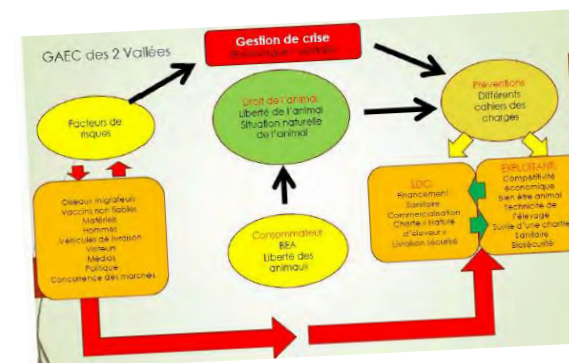 GAEC des 2 Vallées
Gestion de crise
Droit de l'animal
Liberté de l'animal
Situation naturelle
de l'animal
Préventions
Différents
cahiers des
charges
Facteurs de
risques
Oiseaux migrateurs
Vaccins non fiables
Matériels
Hommes
Véhicules de livraison
Visiteurs
Médias
Politique
Concurrence des marchés
Consommateur
BEA
Liberté des
animaux
LDC
Financement
Sanitaire
Commercialisation
Charte « Nature
d'éleveur »
Livraison sécurisé
EXPLOITANTS
Compétitivité
économique
Bien être animal
Technicité de
l'élevage
Suivie d'une charte
Sanitaire
Biosécurité